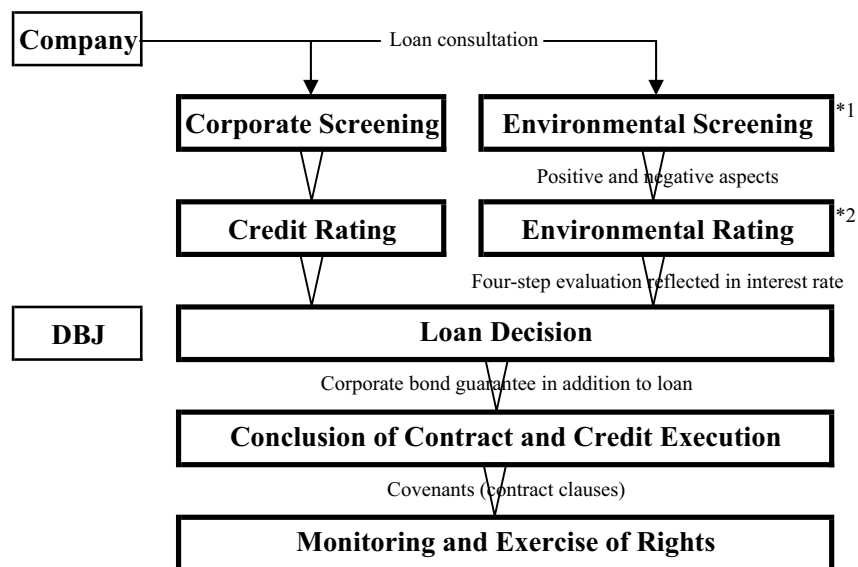 Company
Loan consultation
Corporate Screening
Environmental Screening
*1
Positive and negative aspects
Credit Rating
Environmental Rating
*2
Four-step evaluation reflected in interest rate
DBJ
Loan Decision
Corporate bond guarantee in addition to loan
Conclusion of Contract and Credit Execution
Covenants (contract clauses)
Monitoring and Exercise of Rights